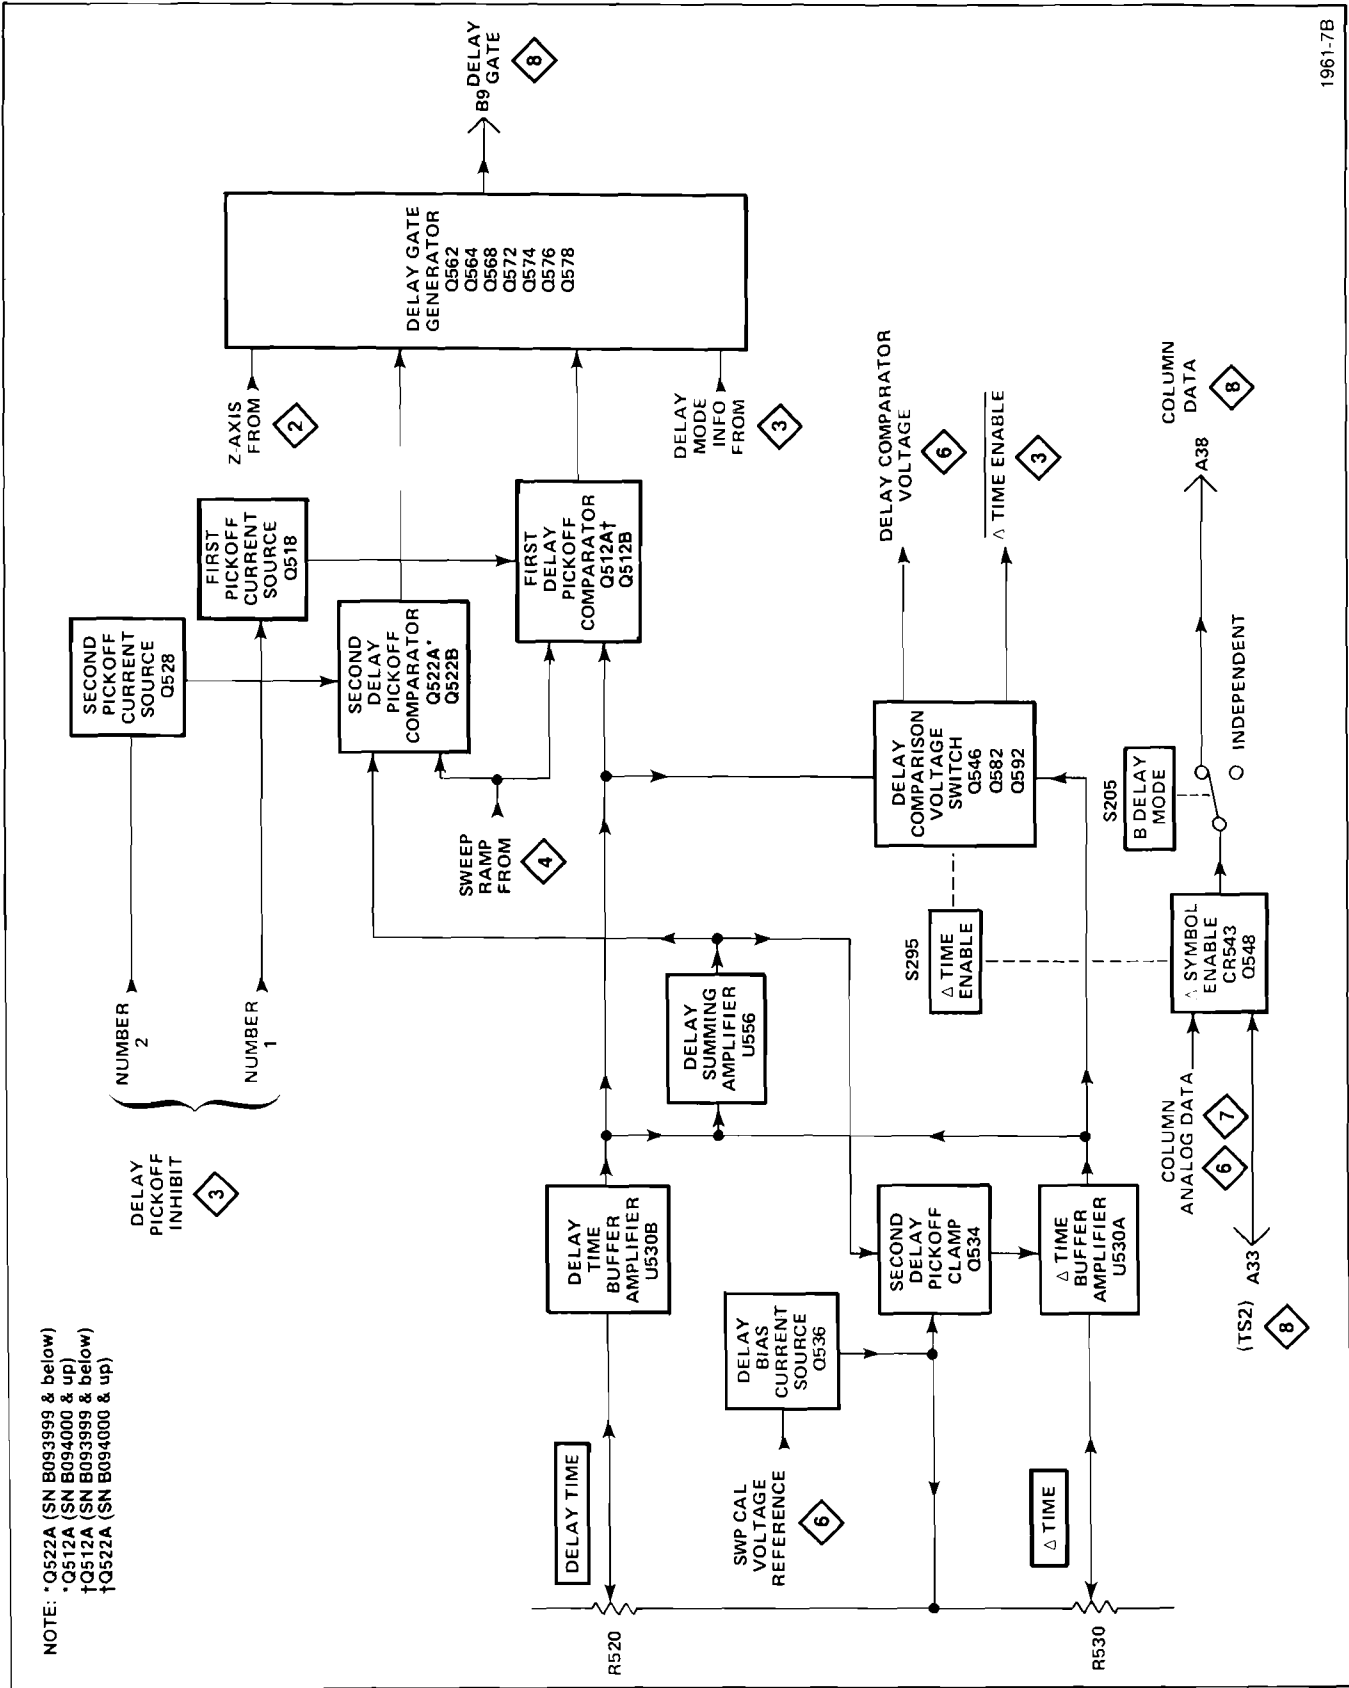 NOTE: *Q522A (SN B093999 & below)
*Q512A (SN B094000 & up)
†Q512A (SN B093999 & below)
†Q522A (SN B094000 & up)
DELAY
PICKOFF
INHIBIT
3
NUMBER
2
NUMBER
1
SECOND
PICKOFF
CURRENT
SOURCE
Q528
FIRST
PICKOFF
CURRENT
SOURCE
Q518
Z-AXIS
FROM
2
SECOND
DELAY
PICKOFF
COMPARATOR
Q522A*
Q522B
FIRST
DELAY
PICKOFF
COMPARATOR
Q512A†
Q512B
DELAY GATE
GENERATOR
Q562
Q564
Q568
Q572
Q574
Q576
Q578
B9 DELAY
GATE
8
DELAY
MODE
INFO
FROM
3
SWEEP
RAMP
FROM
4
R520
DELAY TIME
DELAY
TIME
BUFFER
AMPLIFIER
U530B
DELAY
SUMMING
AMPLIFIER
U556
SWP CAL
VOLTAGE
REFERENCE
6
DELAY
BIAS
CURRENT
SOURCE
Q536
SECOND
DELAY
PICKOFF
CLAMP
Q534
R530
△ TIME
△ TIME
BUFFER
AMPLIFIER
U530A
S295
△ TIME
ENABLE
DELAY
COMPARISON
VOLTAGE
SWITCH
Q546
Q582
Q592
DELAY COMPARATOR
VOLTAGE
6
△ TIME ENABLE
3
(TS2) A33
8
COLUMN
ANALOG DATA
6
7
△ SYMBOL
ENABLE
CR543
Q548
S205
B DELAY
MODE
INDEPENDENT
A38
COLUMN
DATA
8
1961-7B